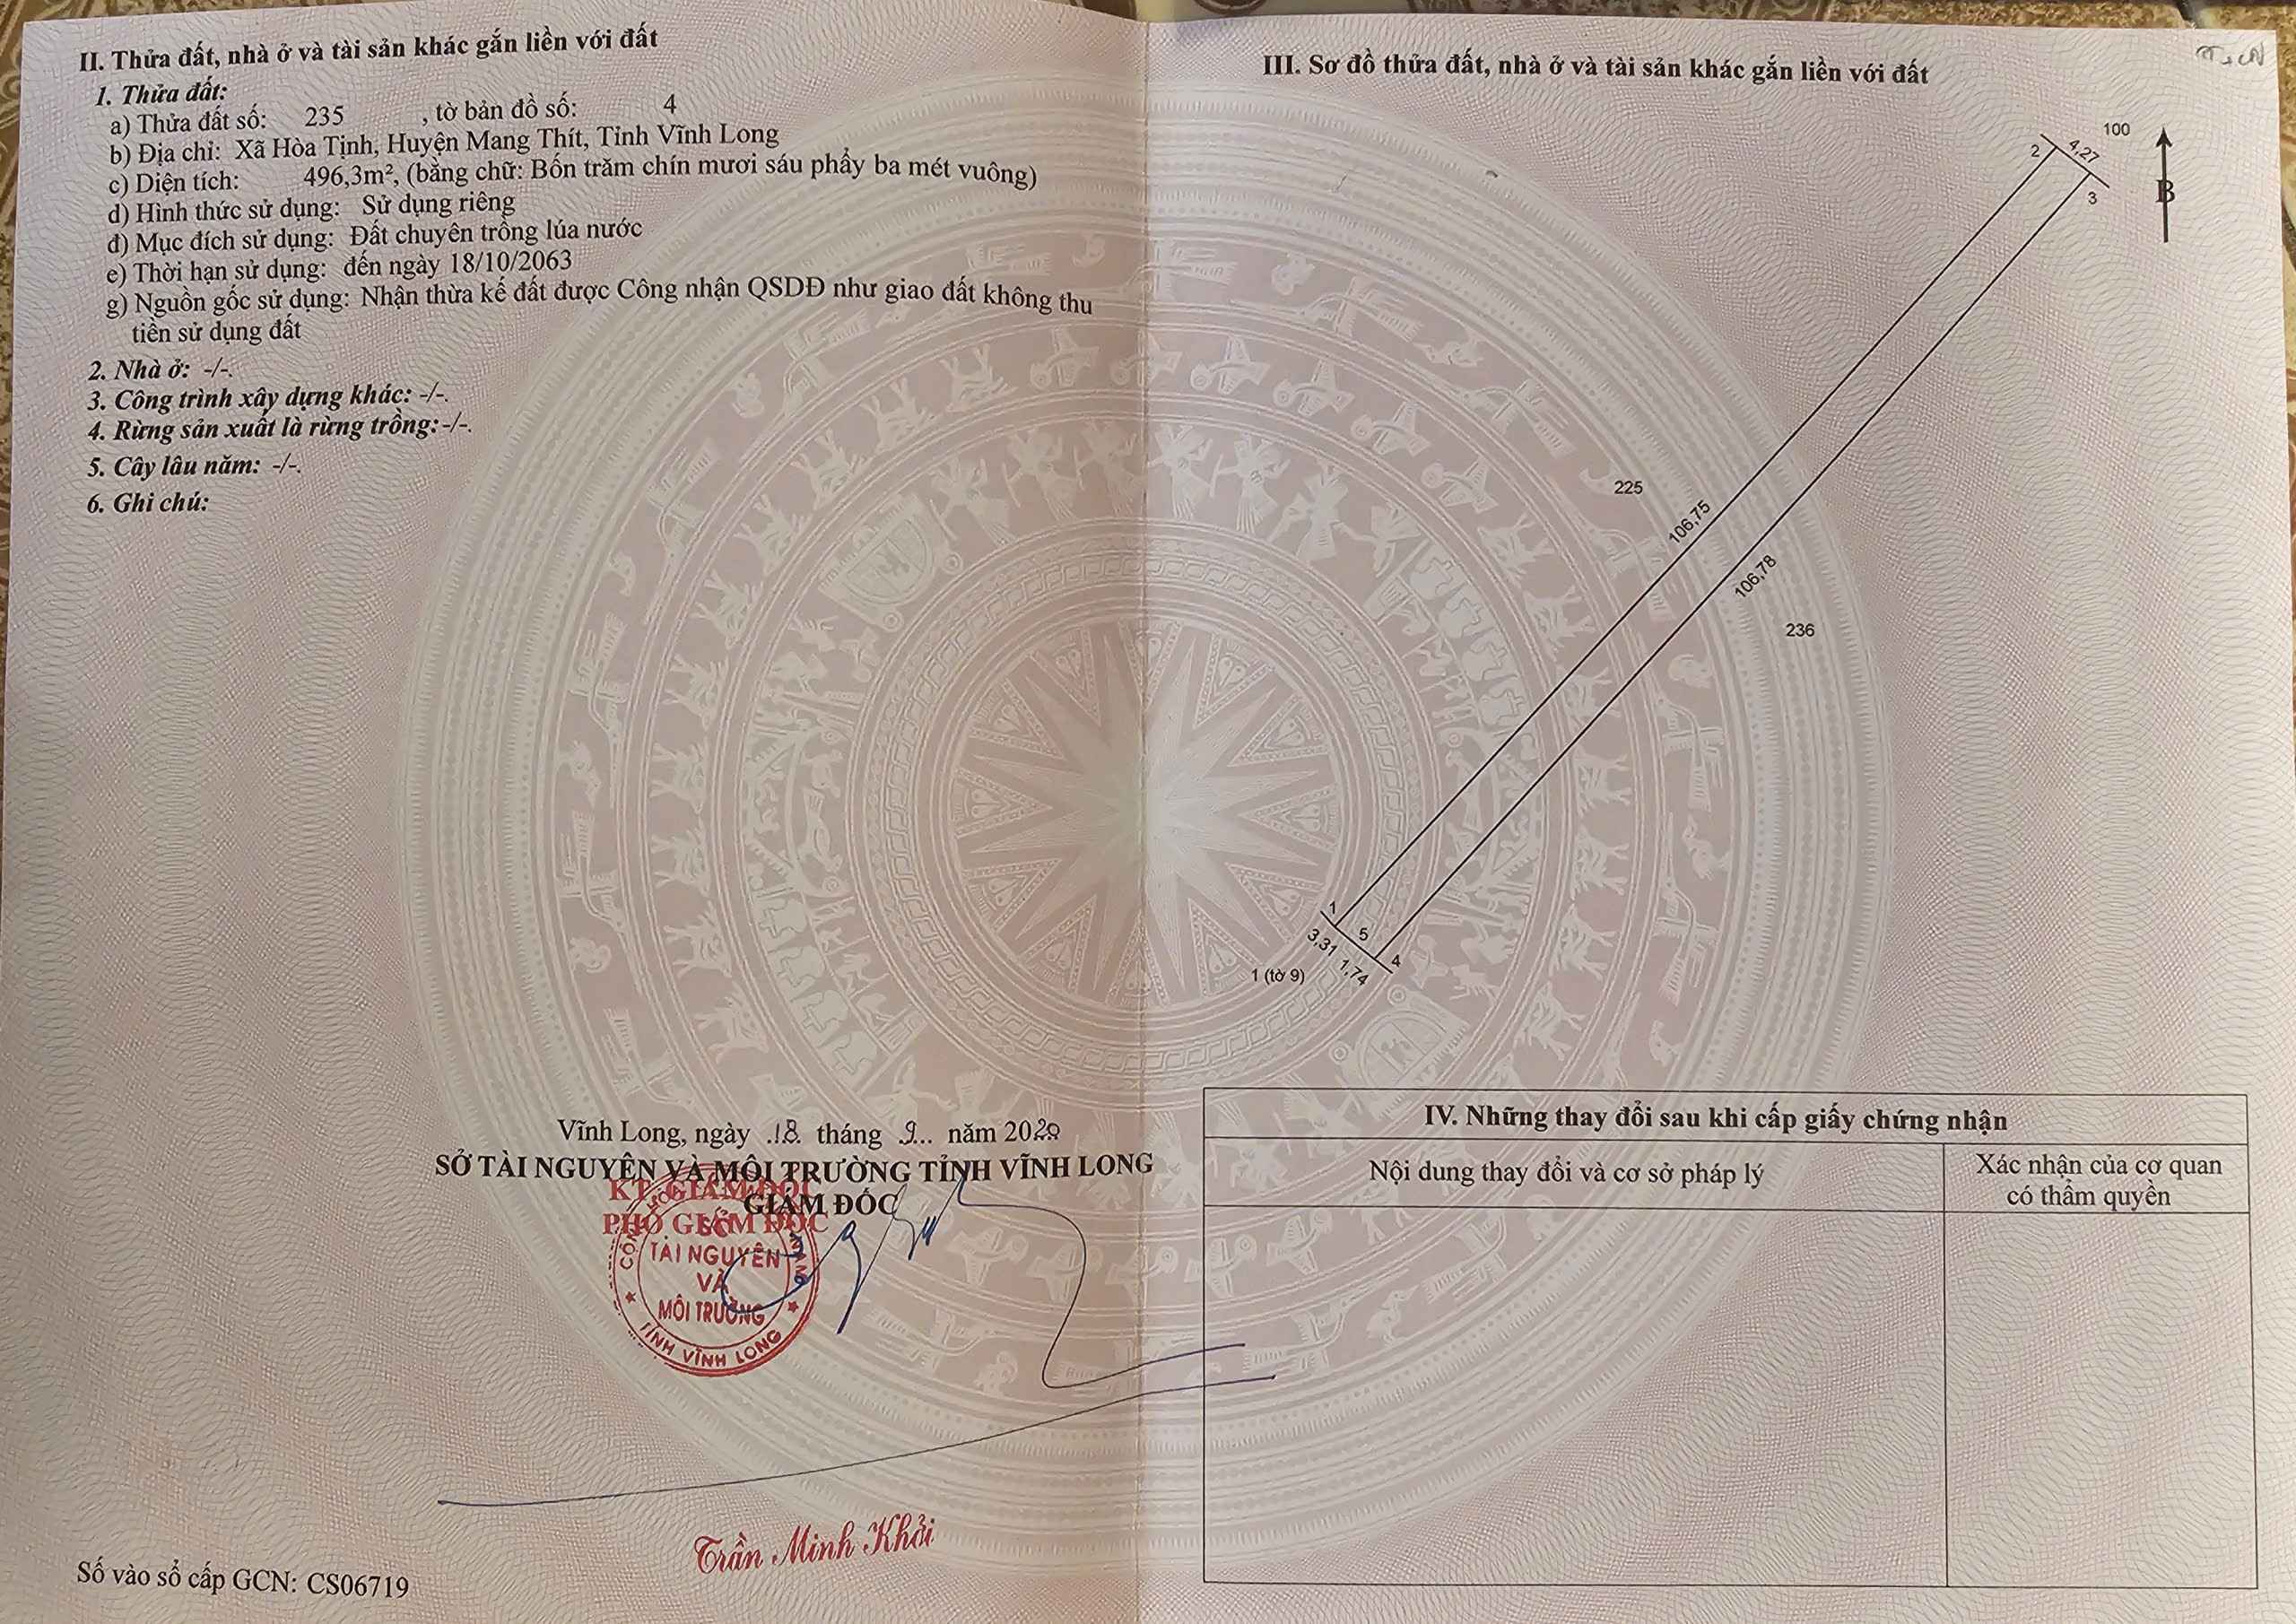 II. Thửa đất, nhà ở và tài sản khác gắn liền với đất
1. Thửa đất:
a) Thửa đất số: 235 , tờ bản đồ số: 4
b) Địa chỉ: Xã Hòa Tịnh, Huyện Mang Thít, Tỉnh Vĩnh Long
c) Diện tích: 496,3m², (bằng chữ: Bốn trăm chín mươi sáu phẩy ba mét vuông)
d) Hình thức sử dụng: Sử dụng riêng
đ) Mục đích sử dụng: Đất chuyên trồng lúa nước
e) Thời hạn sử dụng: đến ngày 18/10/2063
g) Nguồn gốc sử dụng: Nhận thừa kế đất được Công nhận QSDĐ như giao đất không thu
tiền sử dụng đất
2. Nhà ở: -/-.
3. Công trình xây dựng khác: -/-.
4. Rừng sản xuất là rừng trồng:-/-.
5. Cây lâu năm: -/-.
6. Ghi chú:
Vĩnh Long, ngày .18. tháng .9... năm 2020
SỞ TÀI NGUYÊN VÀ MÔI TRƯỜNG TỈNH VĨNH LONG
GIÁM ĐỐC
KT. GIÁM ĐỐC
PHÓ GIÁM ĐỐC
SỞ
TÀI NGUYÊN
VÀ
MÔI TRƯỜNG
TỈNH VĨNH LONG
Trần Minh Khải
Số vào sổ cấp GCN: CS06719
III. Sơ đồ thửa đất, nhà ở và tài sản khác gắn liền với đất
100
2
4,27
3
B
225
106,75
106,78
236
1
5
3,31
4
1,74
1 (tờ 9)
IV. Những thay đổi sau khi cấp giấy chứng nhận
Nội dung thay đổi và cơ sở pháp lý
Xác nhận của cơ quan
có thẩm quyền